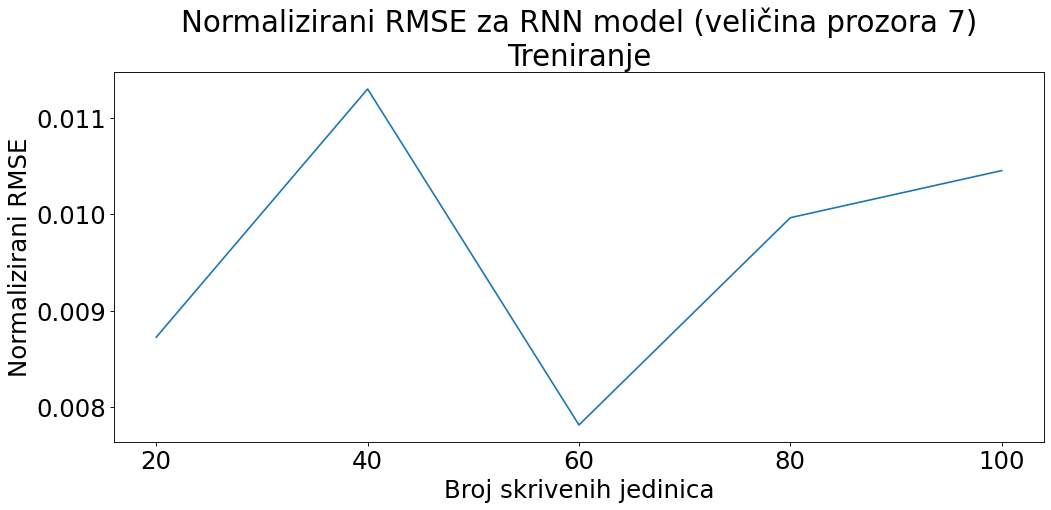 Normalizirani RMSE za RNN model (veličina prozora 7)
Treniranje
Normalizirani RMSE
0.011
0.010
0.009
0.008
20 40 60 80 100
Broj skrivenih jedinica